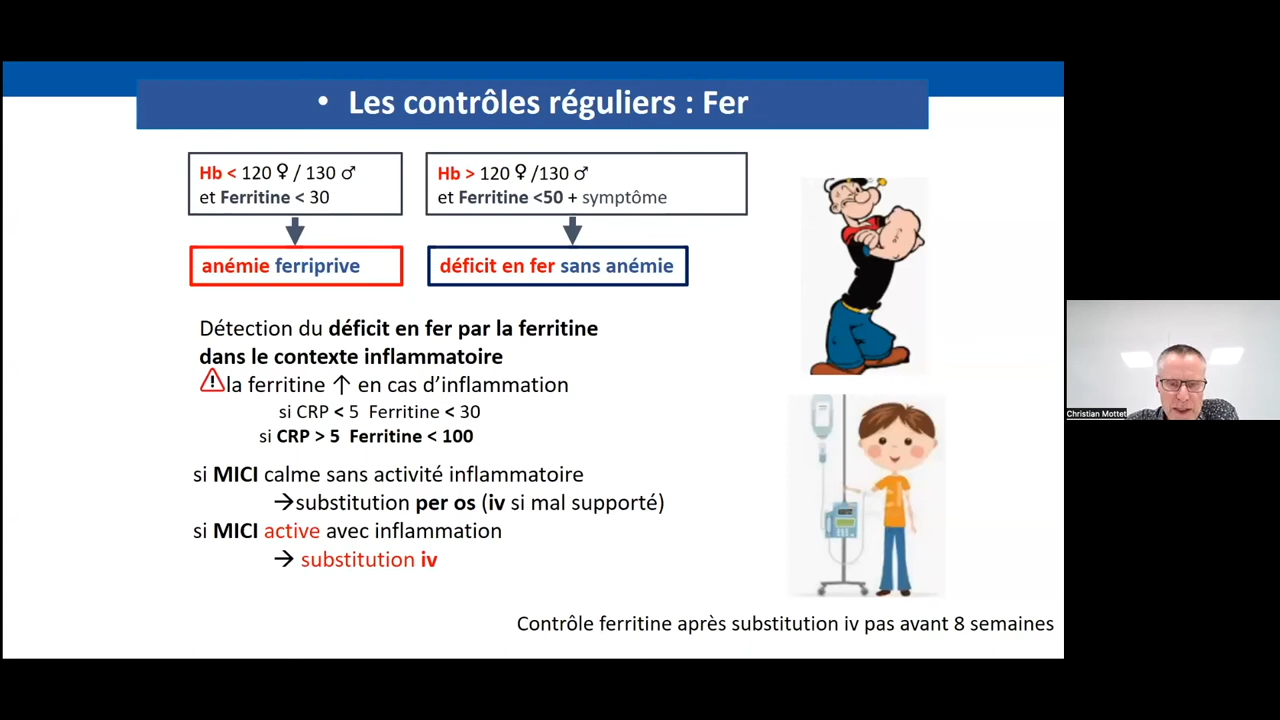 • Les contrôles réguliers : Fer
Hb < 120 ♀ / 130 ♂
et Ferritine < 30
Hb > 120 ♀ /130 ♂
et Ferritine <50 + symptôme
anémie ferriprive
déficit en fer sans anémie
Détection du déficit en fer par la ferritine
dans le contexte inflammatoire
⚠la ferritine ↑ en cas d’inflammation
si CRP < 5 Ferritine < 30
si CRP > 5 Ferritine < 100
si MICI calme sans activité inflammatoire
→substitution per os (iv si mal supporté)
si MICI active avec inflammation
→ substitution iv
Contrôle ferritine après substitution iv pas avant 8 semaines
Christian Mottet